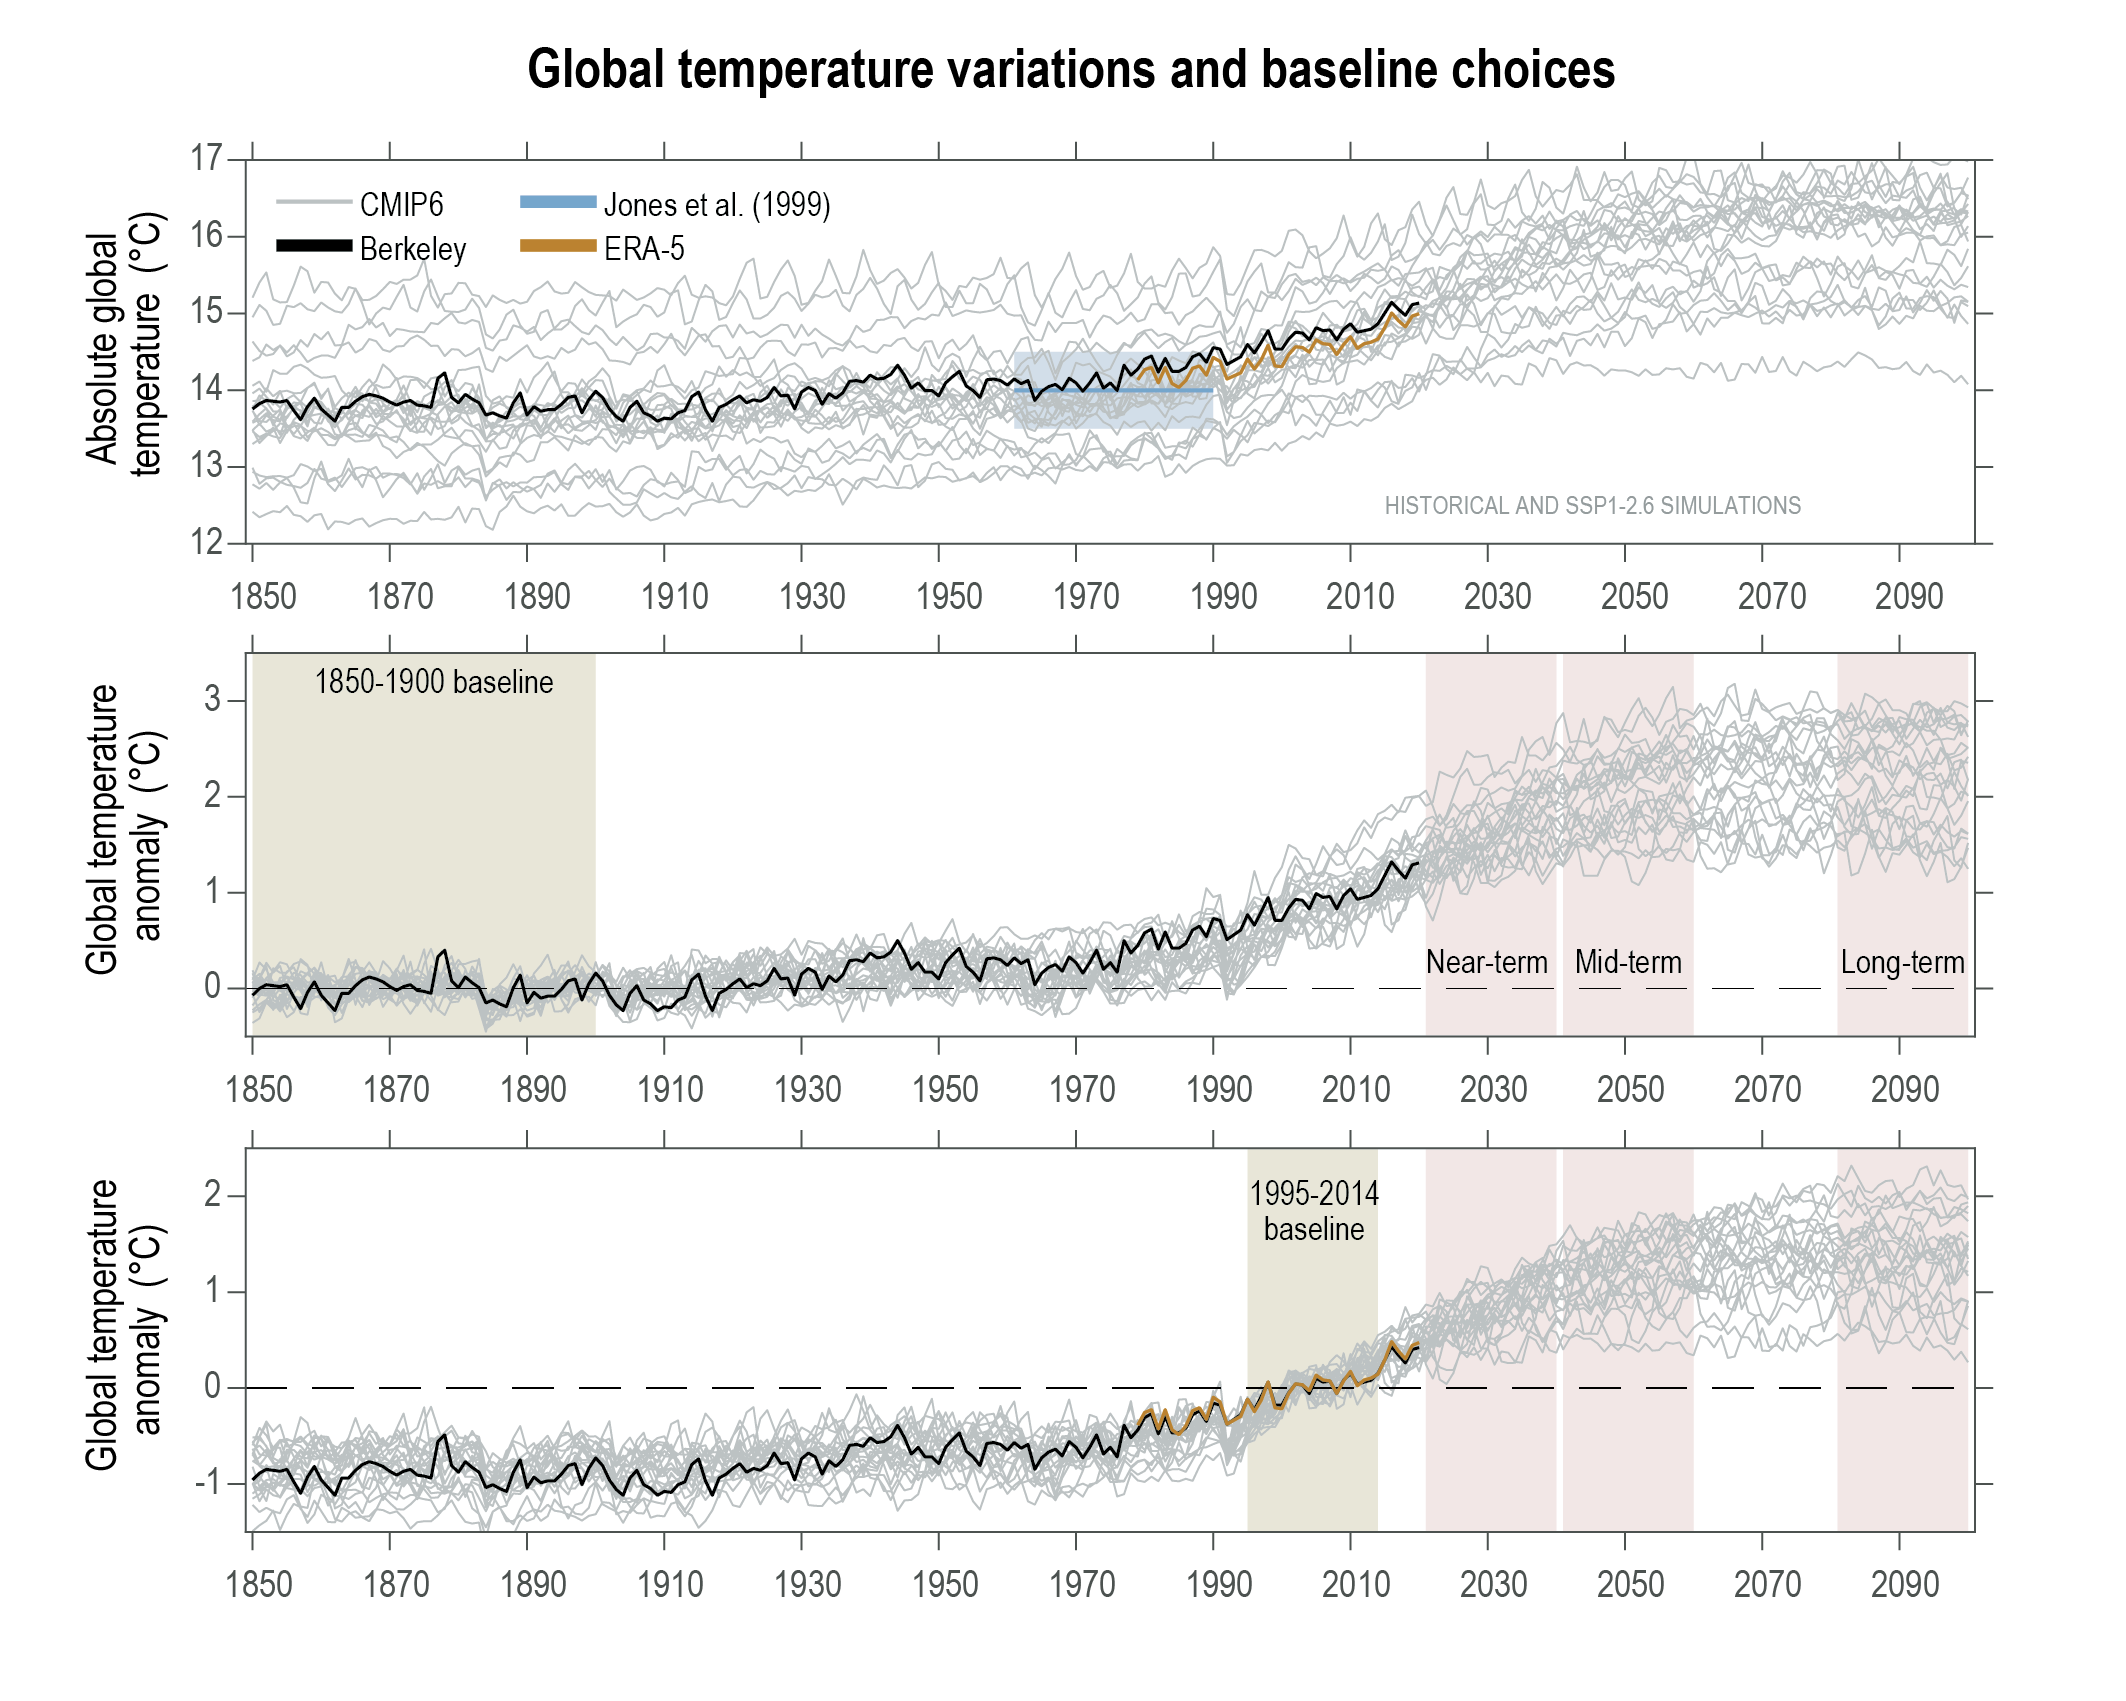 Global temperature variations and baseline choices
Absolute global
temperature (°C)
17
16
15
14
13
12
CMIP6
Jones et al. (1999)
Berkeley
ERA-5
HISTORICAL AND SSP1-2.6 SIMULATIONS
1850 1870 1890 1910 1930 1950 1970 1990 2010 2030 2050 2070 2090
Global temperature
anomaly (°C)
3
2
1
0
1850-1900 baseline
Near-term
Mid-term
Long-term
1850 1870 1890 1910 1930 1950 1970 1990 2010 2030 2050 2070 2090
Global temperature
anomaly (°C)
2
1
0
-1
1995-2014
baseline
1850 1870 1890 1910 1930 1950 1970 1990 2010 2030 2050 2070 2090